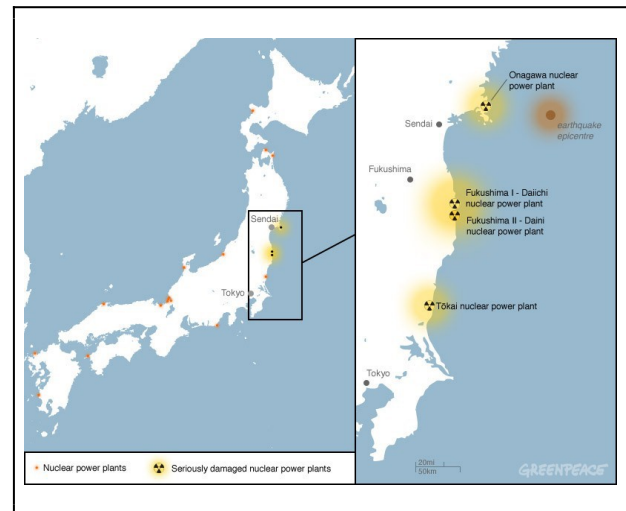 Sendai
Tokyo
Nuclear power plants
Seriously damaged nuclear power plants
Onagawa nuclear
power plant
Sendai
earthquake
epicentre
Fukushima
Fukushima I - Daiichi
nuclear power plant
Fukushima II - Daini
nuclear power plant
Tōkai nuclear power plant
Tokyo
20mi
50km
GREENPEACE